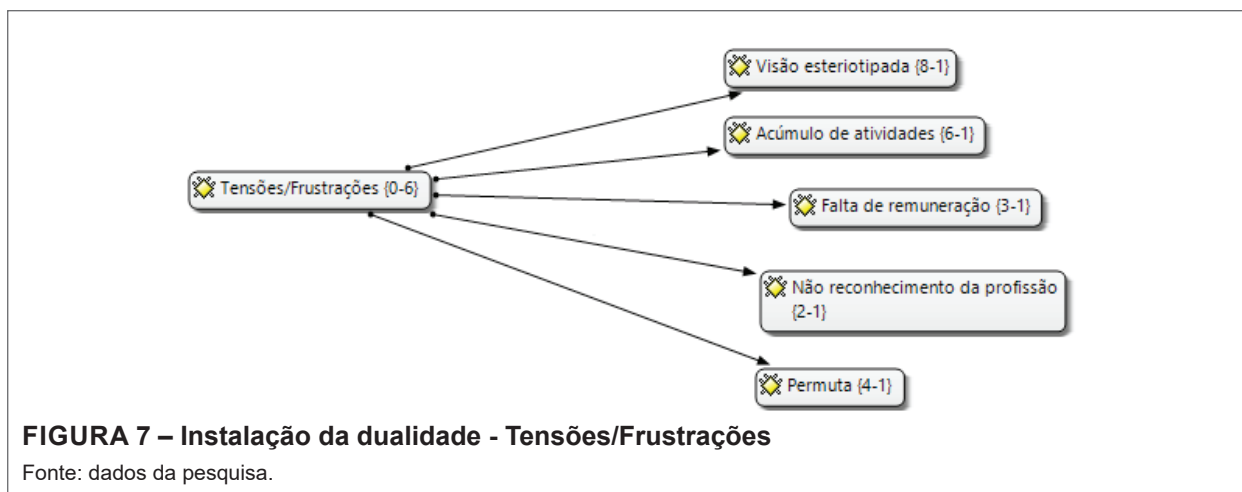 Visão esteriotipada {8-1}
Acúmulo de atividades {6-1}
Tensões/Frustrações {0-6}
Falta de remuneração {3-1}
Não reconhecimento da profissão
{2-1}
Permuta {4-1}
FIGURA 7 – Instalação da dualidade - Tensões/Frustrações
Fonte: dados da pesquisa.